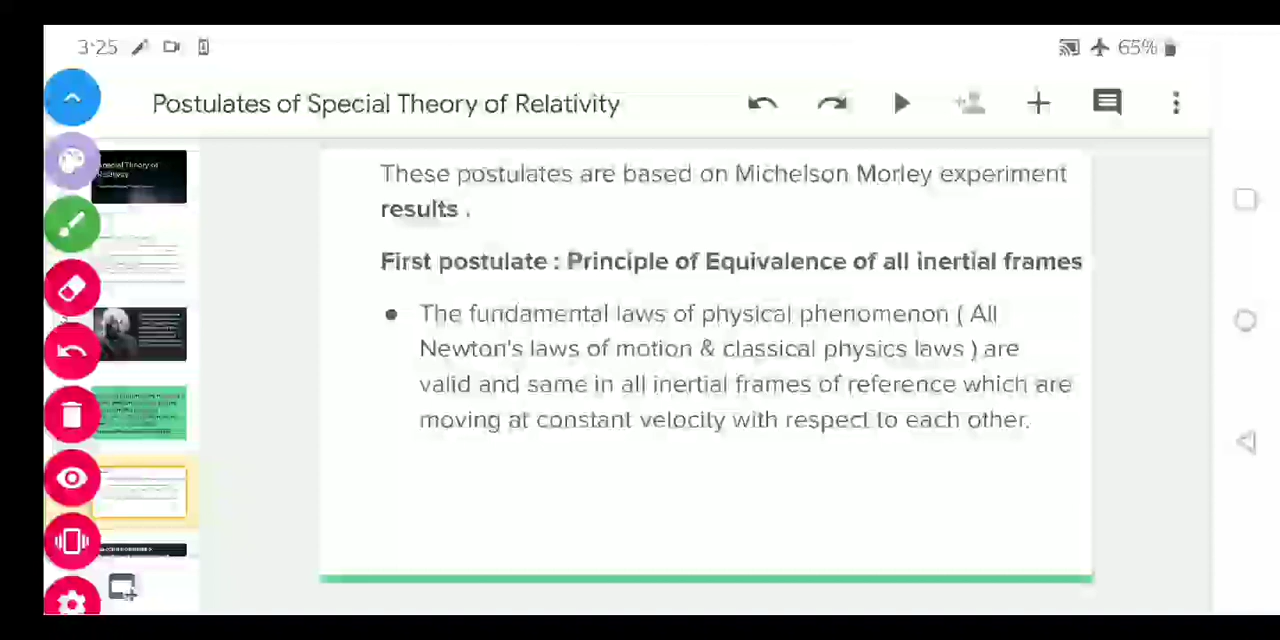 3:25
65%
Postulates of Special Theory of Relativity
These postulates are based on Michelson Morley experiment
results .
First postulate : Principle of Equivalence of all inertial frames
The fundamental laws of physical phenomenon ( All
Newton's laws of motion & classical physics laws ) are
valid and same in all inertial frames of reference which are
moving at constant velocity with respect to each other.